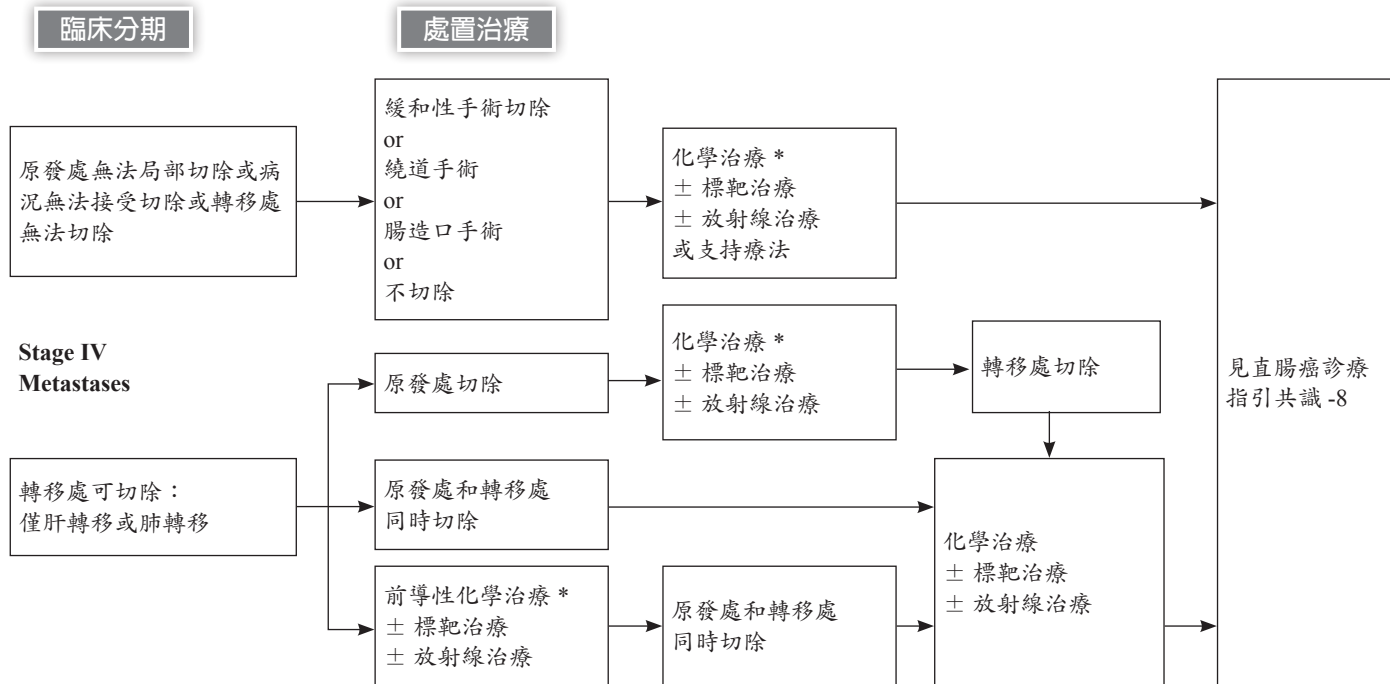 臨床分期
處置治療
原發處無法局部切除或病
況無法接受切除或轉移處
無法切除
緩和性手術切除
or
繞道手術
or
腸造口手術
or
不切除
化學治療 *
± 標靶治療
± 放射線治療
或支持療法
Stage IV
Metastases
原發處切除
化學治療 *
± 標靶治療
± 放射線治療
轉移處切除
見直腸癌診療
指引共識 -8
轉移處可切除：
僅肝轉移或肺轉移
原發處和轉移處
同時切除
前導性化學治療 *
± 標靶治療
± 放射線治療
原發處和轉移處
同時切除
化學治療
± 標靶治療
± 放射線治療